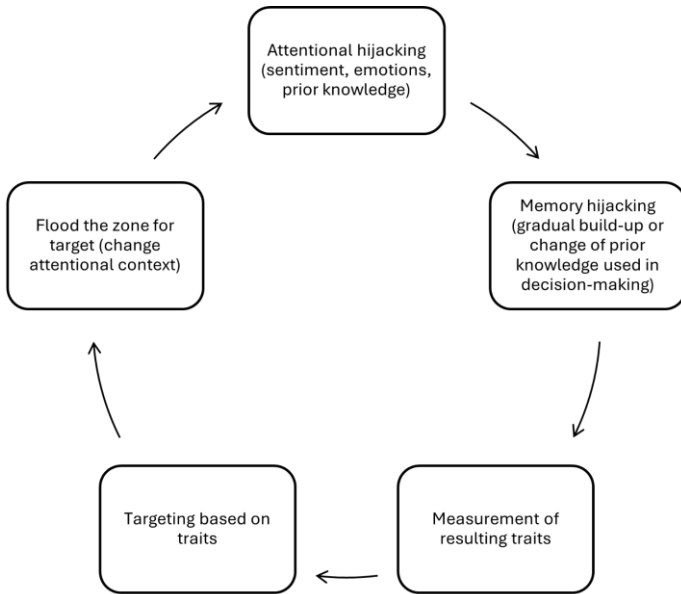 Attentional hijacking
(sentiment, emotions,
prior knowledge)
Memory hijacking
(gradual build-up or
change of prior
knowledge used in
decision-making)
Measurement of
resulting traits
Targeting based on
traits
Flood the zone for
target (change
attentional context)